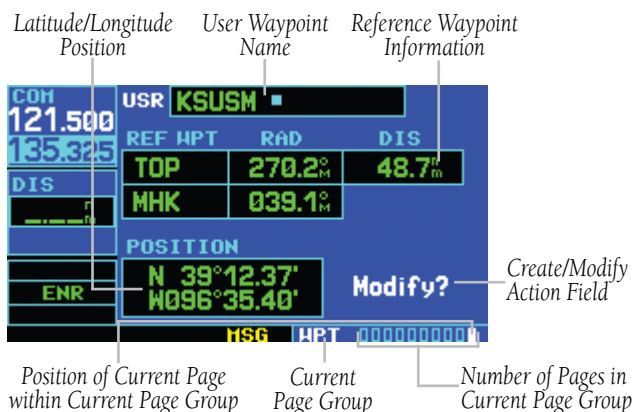 Latitude/Longitude
Position
User Waypoint
Name
Reference Waypoint
Information
COM
121.500
135.325
USR KSUSM
REF WPT RAD DIS
TOP 270.2°M 48.7nm
MHK 039.1°M
DIS
__.__nm
POSITION
N 39°12.37'
W096°35.40'
ENR
Modify?
Create/Modify
Action Field
MSG WPT
Position of Current Page
within Current Page Group
Current
Page Group
Number of Pages in
Current Page Group